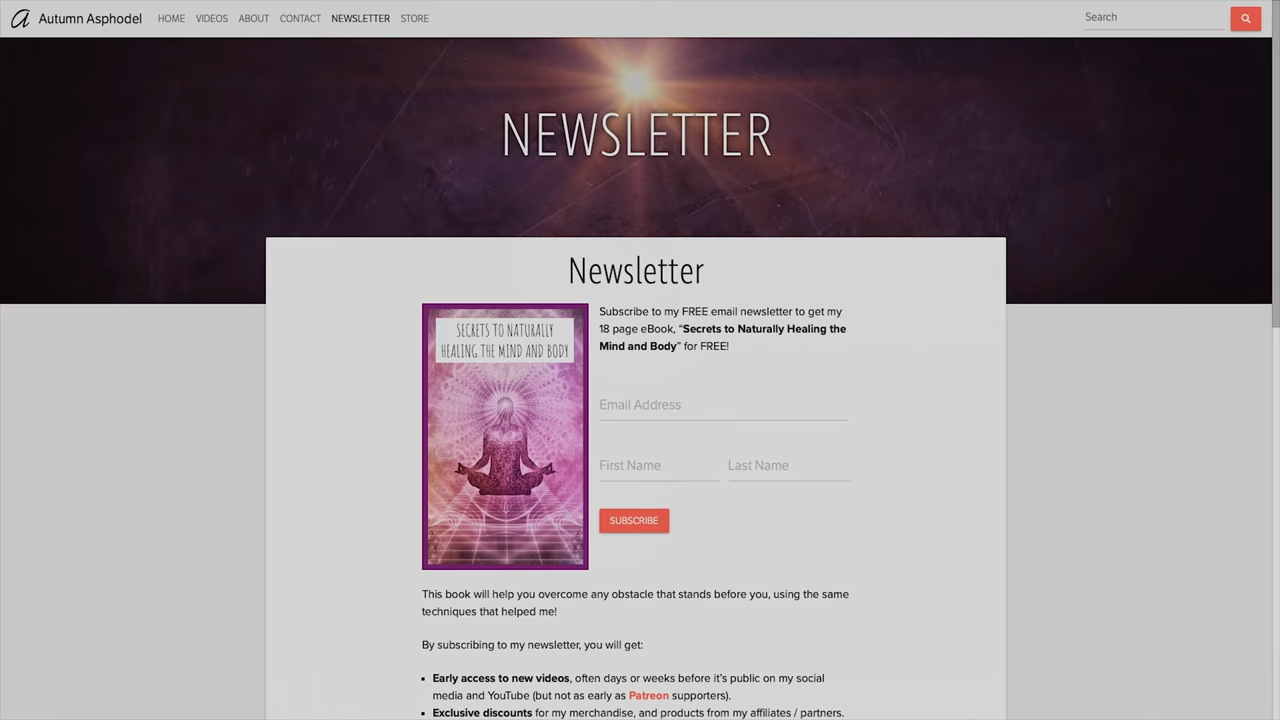 Autumn Asphodel HOME VIDEOS ABOUT CONTACT NEWSLETTER STORE Search
NEWSLETTER
Newsletter
SECRETS TO NATURALLY
HEALING THE MIND AND BODY
Subscribe to my FREE email newsletter to get my
18 page eBook, “Secrets to Naturally Healing the
Mind and Body” for FREE!
Email Address
First Name Last Name
SUBSCRIBE
This book will help you overcome any obstacle that stands before you, using the same
techniques that helped me!
By subscribing to my newsletter, you will get:
▪ Early access to new videos, often days or weeks before it’s public on my social
media and YouTube (but not as early as Patreon supporters).
▪ Exclusive discounts for my merchandise, and products from my affiliates / partners.